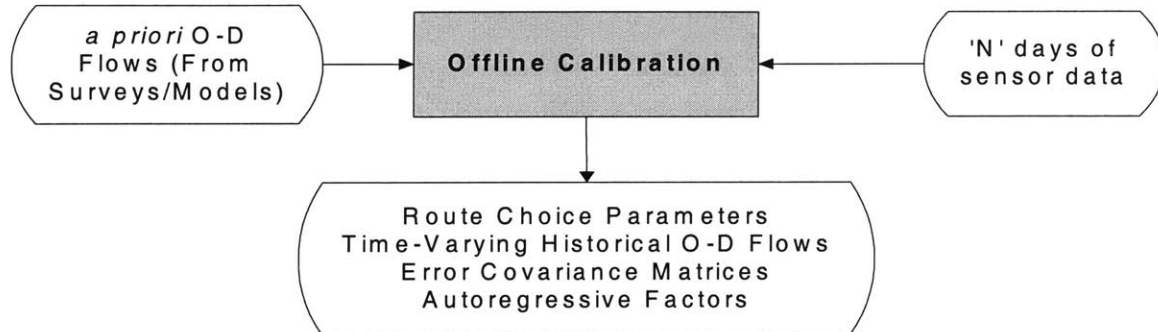 a priori O-D
Flows (From
Surveys/Models)
Offline Calibration
'N' days of
sensor data
Route Choice Parameters
Time-Varying Historical O-D Flows
Error Covariance Matrices
Autoregressive Factors